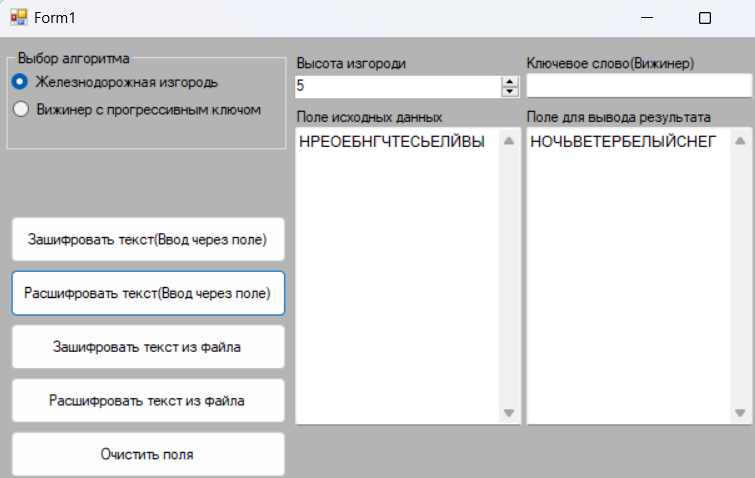 Form1
Выбор алгоритма
Железнодорожная изгородь
Вижинер с прогрессивным ключом
Высота изгороди
5
Ключевое слово(Вижинер)
Поле исходных данных
НРЕОЕБНГЧТЕСЬЕЛЙВЫ
Поле для вывода результата
НОЧЬВЕТЕРБЕЛЫЙСНЕГ
Зашифровать текст(Ввод через поле)
Расшифровать текст(Ввод через поле)
Зашифровать текст из файла
Расшифровать текст из файла
Очистить поля